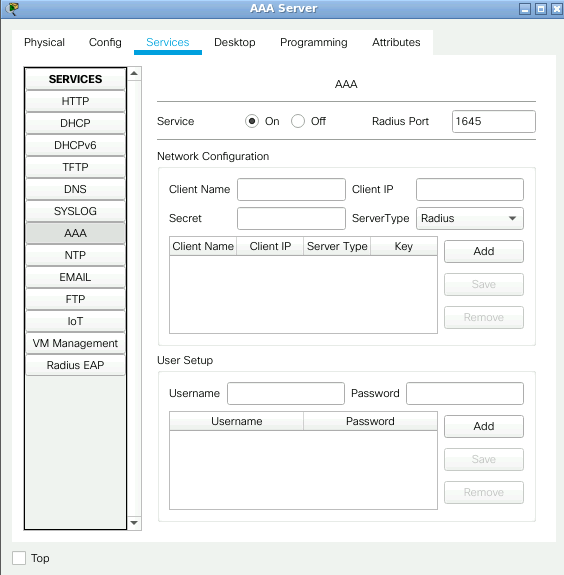 AAA Server
Physical Config Services Desktop Programming Attributes
SERVICES
HTTP
DHCP
DHCPv6
TFTP
DNS
SYSLOG
AAA
NTP
EMAIL
FTP
IoT
VM Management
Radius EAP
AAA
Service On Off Radius Port 1645
Network Configuration
Client Name Client IP
Secret ServerType Radius
Client Name Client IP Server Type Key
Add
Save
Remove
User Setup
Username Password
Username Password
Add
Save
Remove
Top